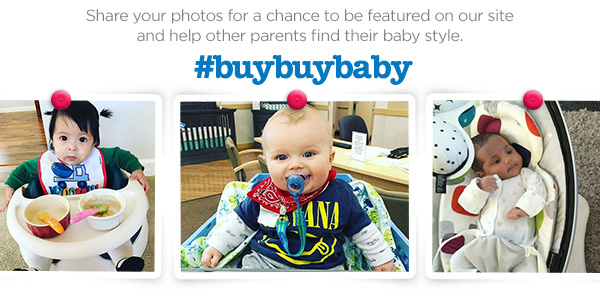 Share your photos for a chance to be featured on our site
and help other parents find their baby style.
#buybuybaby